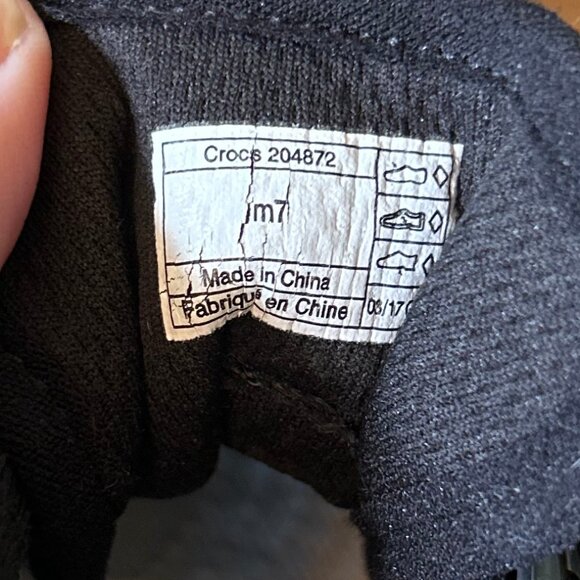 Crocs 204872
m7
Made in China
Fabriqué en Chine
03/17